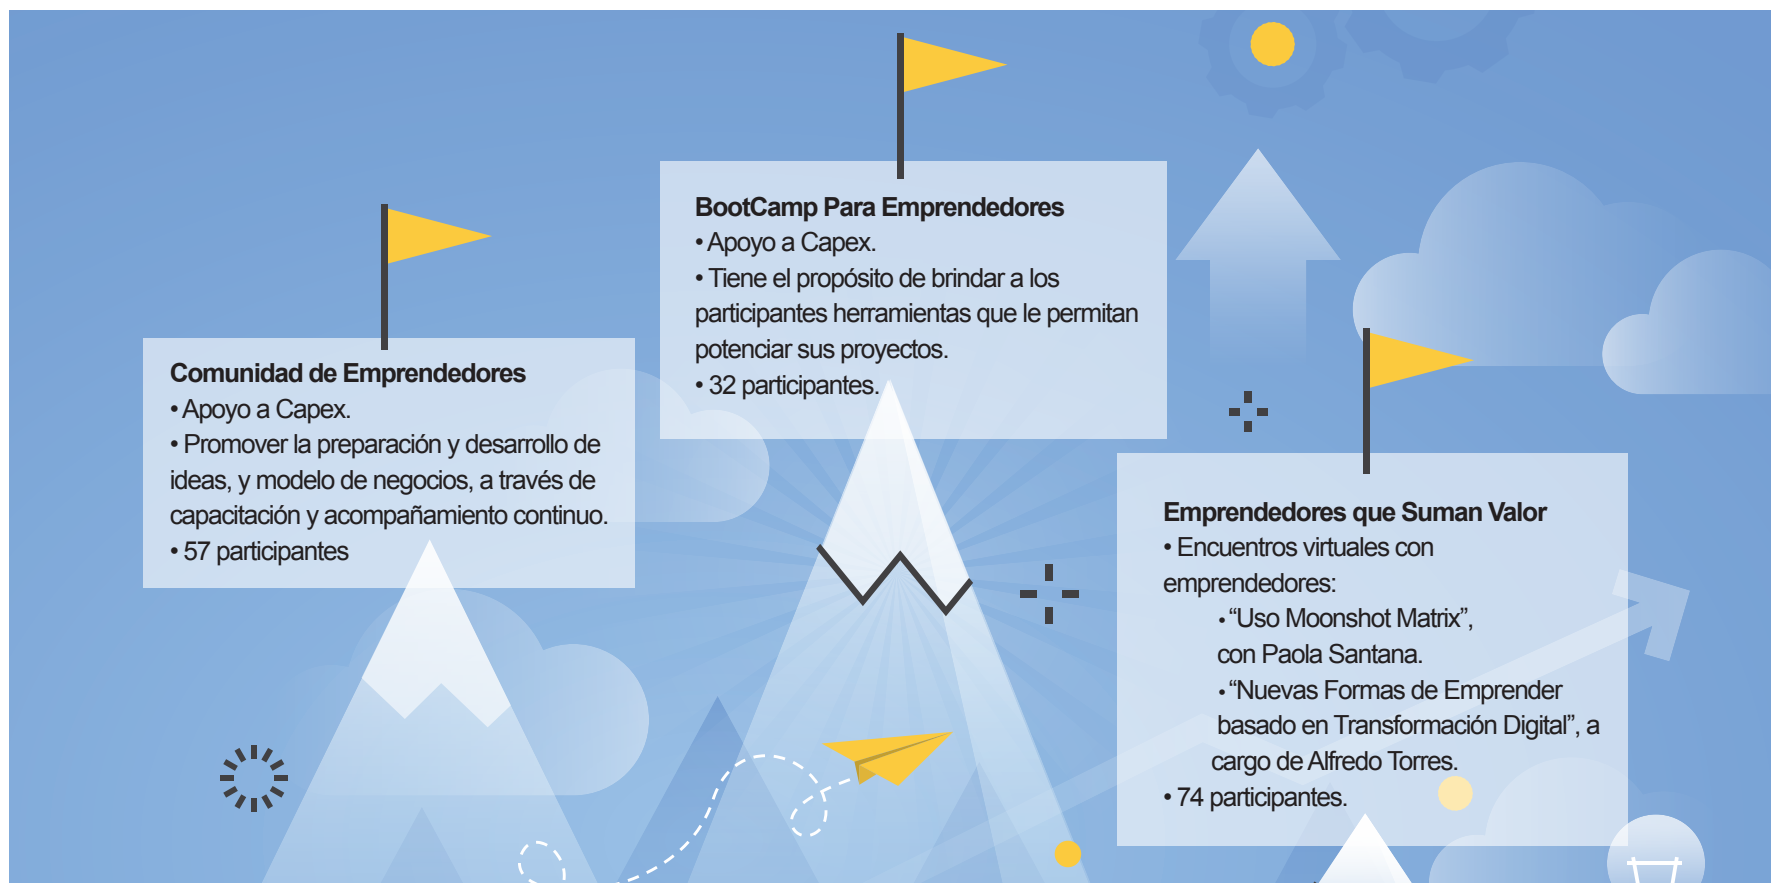 Comunidad de Emprendedores
• Apoyo a Capex.
• Promover la preparación y desarrollo de
ideas, y modelo de negocios, a través de
capacitación y acompañamiento continuo.
• 57 participantes
BootCamp Para Emprendedores
• Apoyo a Capex.
• Tiene el propósito de brindar a los
participantes herramientas que le permitan
potenciar sus proyectos.
• 32 participantes.
Emprendedores que Suman Valor
• Encuentros virtuales con
emprendedores:
• “Uso Moonshot Matrix”,
con Paola Santana.
• “Nuevas Formas de Emprender
basado en Transformación Digital”, a
cargo de Alfredo Torres.
• 74 participantes.